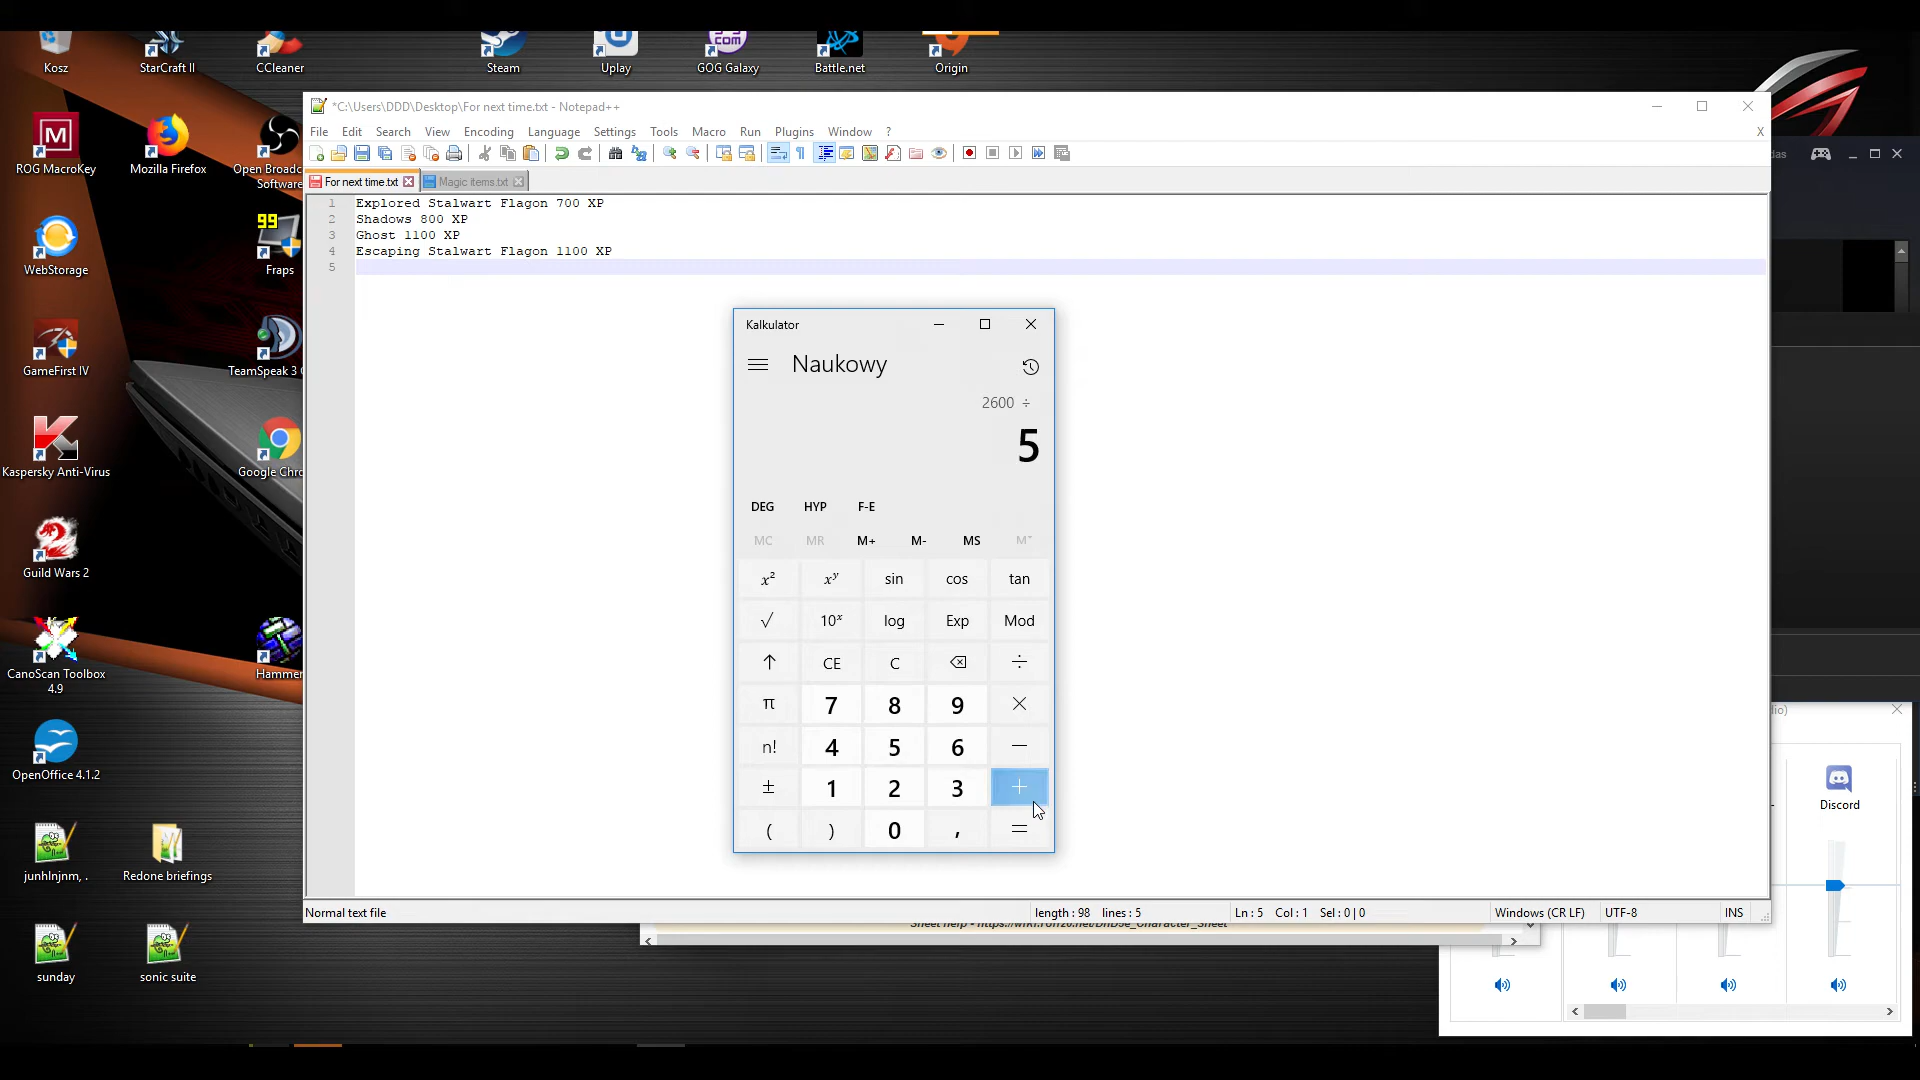 Kosz
StarCraft II
CCleaner
Steam
Uplay
GOG Galaxy
Battle.net
Origin
*C:\Users\DDD\Desktop\For next time.txt - Notepad++
File Edit Search View Encoding Language Settings Tools Macro Run Plugins Window ? X
For next time.txt
Magic items.txt
1 Explored Stalwart Flagon 700 XP
2 Shadows 800 XP
3 Ghost 1100 XP
4 Escaping Stalwart Flagon 1100 XP
5
ROG MacroKey
Mozilla Firefox
Open Broadc
Software
WebStorage
99
Fraps
GameFirst IV
TeamSpeak 3
Kaspersky Anti-Virus
Google Chro
Guild Wars 2
CanoScan Toolbox
4.9
Hammer
OpenOffice 4.1.2
junhlnjnm, .
Redone briefings
sunday
sonic suite
Kalkulator
Naukowy
2600 ÷
5
DEG HYP F-E
MC MR M+ M- MS M˅
x² xʸ sin cos tan
√ 10ˣ log Exp Mod
↑ CE C ⌫ ÷
π 7 8 9 ×
n! 4 5 6 −
± 1 2 3 +
( ) 0 , =
Normal text file
length : 98 lines : 5
Ln : 5 Col : 1 Sel : 0 | 0
Windows (CR LF)
UTF-8
INS
Discord